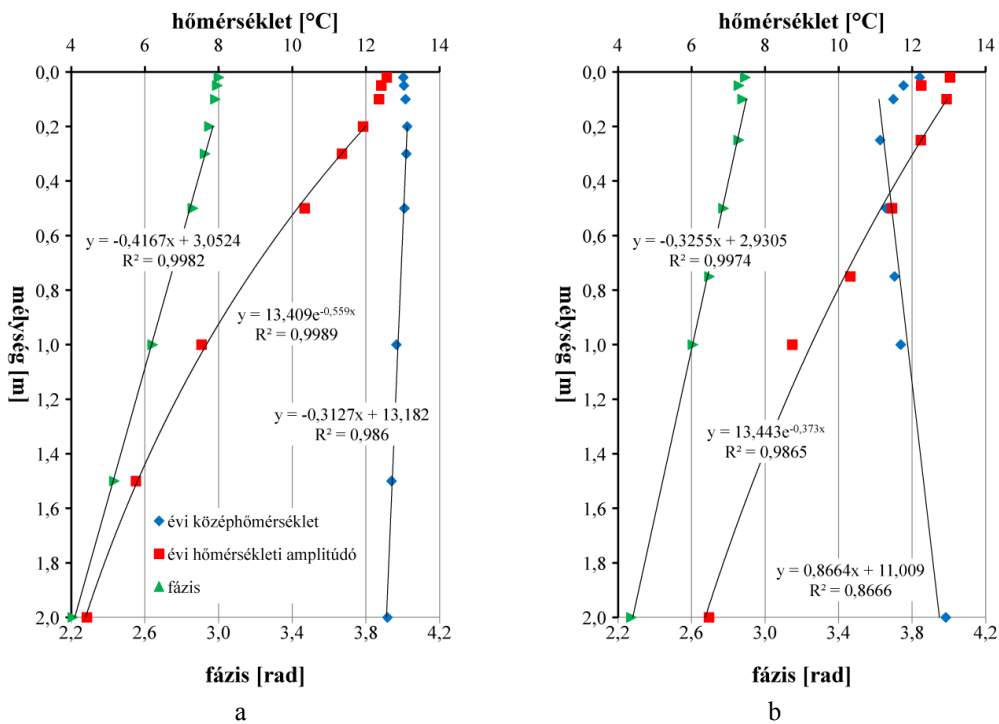 hőmérséklet [°C]
4 6 8 10 12 14
0,0
0,2
0,4
0,6
0,8
1,0
1,2
1,4
1,6
1,8
2,0
mélység [m]
y = -0,4167x + 3,0524
R² = 0,9982
y = 13,409e^-0,559x
R² = 0,9989
y = -0,3127x + 13,182
R² = 0,986
évi középhőmérséklet
évi hőmérsékleti amplitúdó
fázis
2,2 2,6 3,0 3,4 3,8 4,2
fázis [rad]
a
hőmérséklet [°C]
4 6 8 10 12 14
0,0
0,2
0,4
0,6
0,8
1,0
1,2
1,4
1,6
1,8
2,0
mélység [m]
y = -0,3255x + 2,9305
R² = 0,9974
y = 13,443e^-0,373x
R² = 0,9865
y = 0,8664x + 11,009
R² = 0,8666
2,2 2,6 3,0 3,4 3,8 4,2
fázis [rad]
b